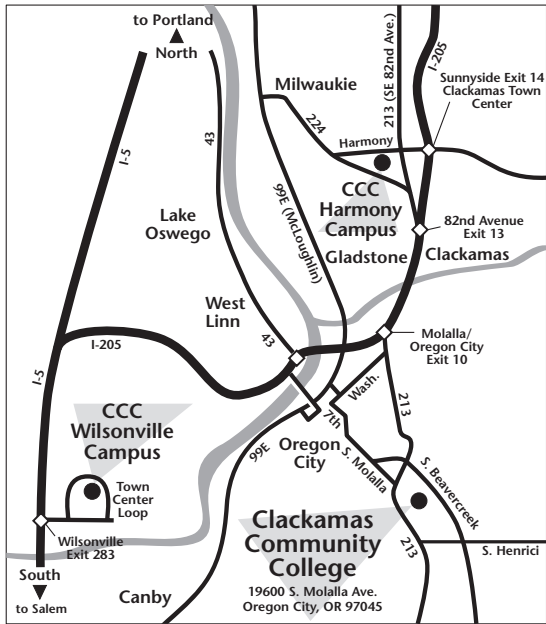 to Portland
North
I-205
Sunnyside Exit 14
Clackamas Town
Center
Milwaukie
213 (SE 82nd Ave.)
224
Harmony
43
I-5
99E (McLoughlin)
CCC
Harmony
Campus
82nd Avenue
Exit 13
Lake
Oswego
Gladstone
Clackamas
West
Linn
43
Molalla/
Oregon City
Exit 10
I-205
I-5
Wash.
213
7th
CCC
Wilsonville
Campus
99E
Oregon
City
S. Molalla
S. Beavercreek
Town
Center
Loop
Clackamas
Community
College
19600 S. Molalla Ave.
Oregon City, OR 97045
213
S. Henrici
Wilsonville
Exit 283
South
to Salem
Canby